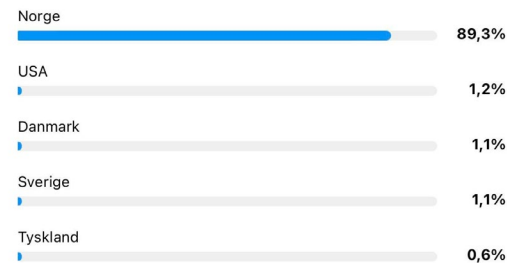 Norge
89,3%
USA
1,2%
Danmark
1,1%
Sverige
1,1%
Tyskland
0,6%